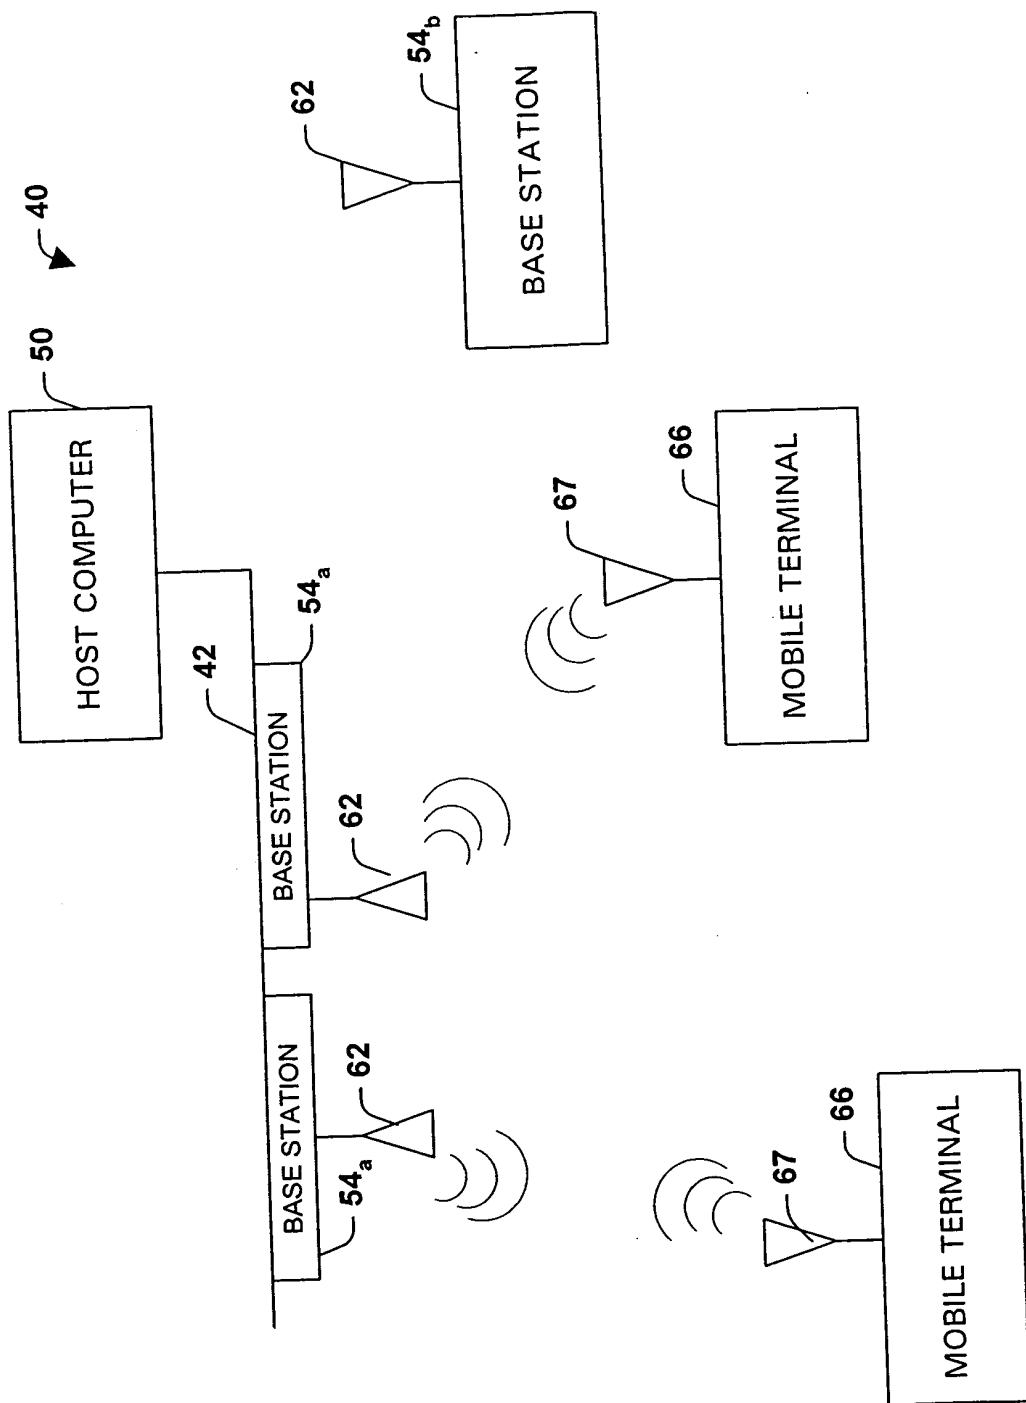 40
50
HOST COMPUTER
42
54a
BASE STATION
62
BASE STATION
54a
62
62
54b
BASE STATION
67
66
MOBILE TERMINAL
67
66
MOBILE TERMINAL